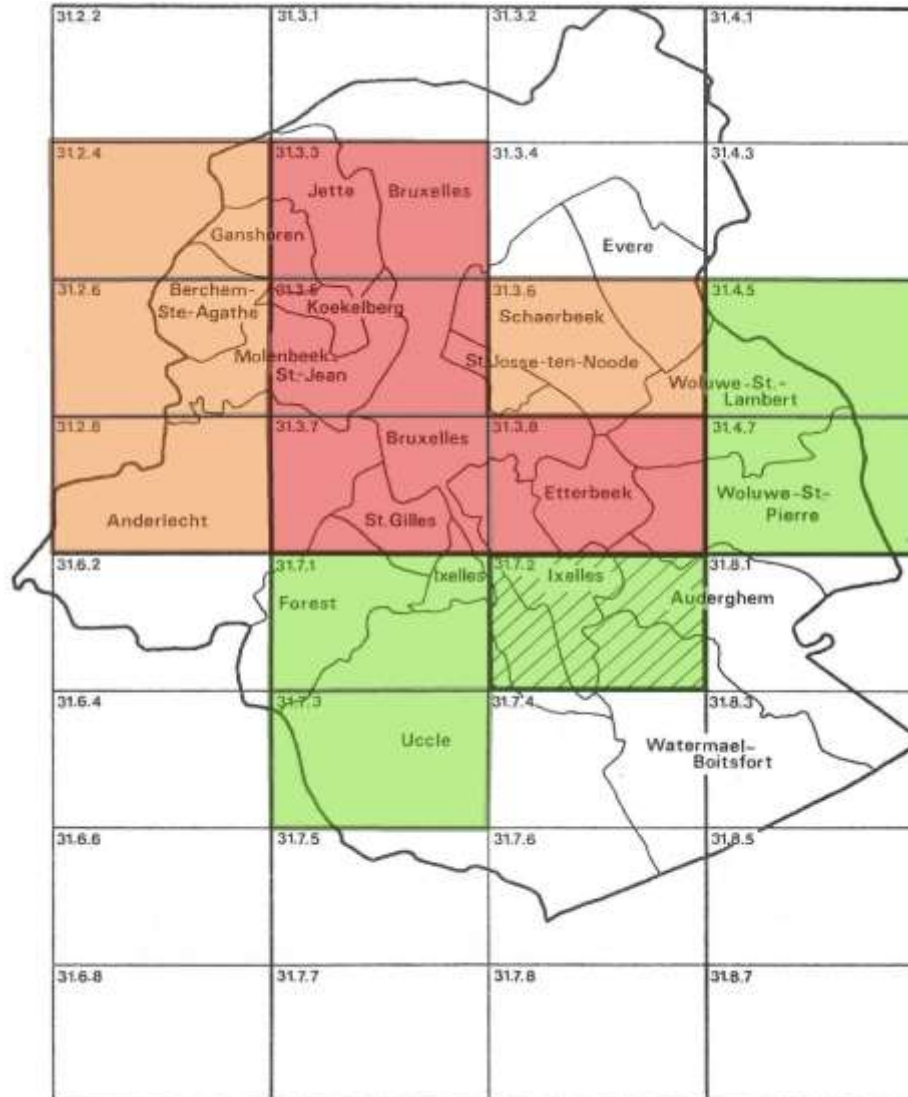 31.2.2
31.3.1
31.3.2
31.4.1
31.2.4
31.3.3
31.3.4
31.4.3
Jette
Bruxelles
Ganshoren
Evere
31.2.6
31.3.5
31.3.6
31.4.5
Berchem-
Ste-Agathe
Koekelberg
Schaerbeek
Molenbeek
St.-Jean
St.Josse-ten-Noode
Woluwe-St.-
Lambert
31.2.8
31.3.7
31.3.8
31.4.7
Bruxelles
Anderlecht
St.Gilles
Etterbeek
Woluwe-St-
Pierre
31.6.2
31.7.1
31.7.2
31.8.1
Ixelles
Ixelles
Forest
Auderghem
31.6.4
31.7.3
31.7.4
31.8.3
Uccle
Watermael-
Boitsfort
31.6.6
31.7.5
31.7.6
31.8.5
31.6.8
31.7.7
31.7.8
31.8.7